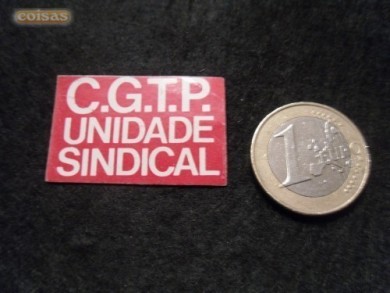 coisas
C.G.T.P.
UNIDADE
SINDICAL
1